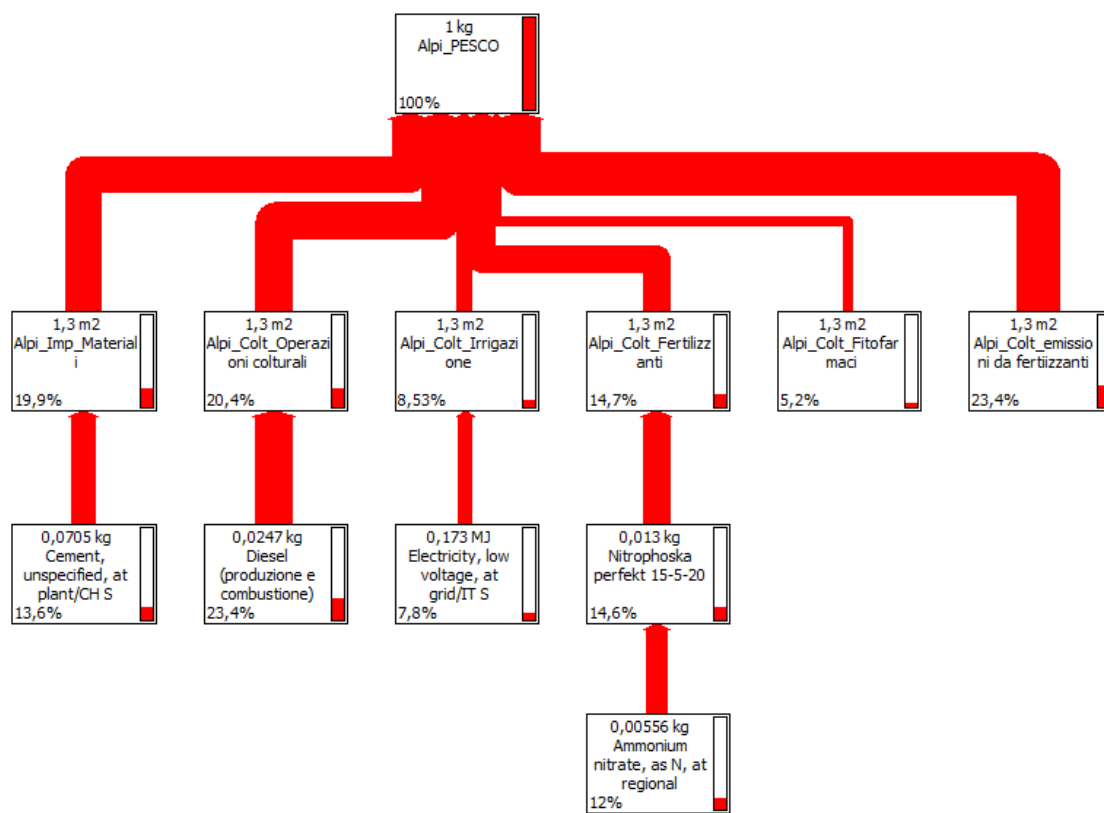 1 kg
Alpi_PESCO
100%
1,3 m2
Alpi_Imp_Material
i
19,9%
1,3 m2
Alpi_Colt_Operazi
oni colturali
20,4%
1,3 m2
Alpi_Colt_Irrigazio
ne
8,53%
1,3 m2
Alpi_Colt_Fertilizz
anti
14,7%
1,3 m2
Alpi_Colt_Fitofar
maci
5,2%
1,3 m2
Alpi_Colt_emissio
ni da fertiizzanti
23,4%
0,0705 kg
Cement,
unspecified, at
plant/CH S
13,6%
0,0247 kg
Diesel
(produzione e
combustione)
23,4%
0,173 MJ
Electricity, low
voltage, at
grid/IT S
7,8%
0,013 kg
Nitrophoska
perfekt 15-5-20
14,6%
0,00556 kg
Ammonium
nitrate, as N, at
regional
12%